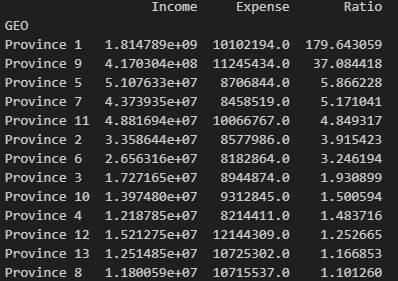 Income Expense Ratio
GEO
Province 1 1.814789e+09 10102194.0 179.643059
Province 9 4.170304e+08 11245434.0 37.084418
Province 5 5.107633e+07 8706844.0 5.866228
Province 7 4.373935e+07 8458519.0 5.171041
Province 11 4.881694e+07 10066767.0 4.849317
Province 2 3.358644e+07 8577986.0 3.915423
Province 6 2.656316e+07 8182864.0 3.246194
Province 3 1.727165e+07 8944874.0 1.930899
Province 10 1.397480e+07 9312845.0 1.500594
Province 4 1.218785e+07 8214411.0 1.483716
Province 12 1.521275e+07 12144309.0 1.252665
Province 13 1.251485e+07 10725302.0 1.166853
Province 8 1.180059e+07 10715537.0 1.101260